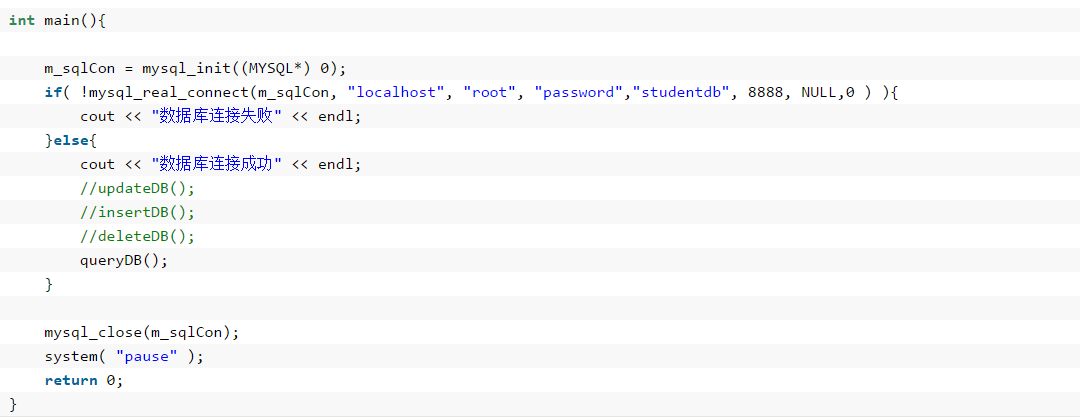 int main(){
    m_sqlCon = mysql_init((MYSQL*) 0);
    if( !mysql_real_connect(m_sqlCon, "localhost", "root", "password","studentdb", 8888, NULL,0 ) ){
        cout << "数据库连接失败" << endl;
    }else{
        cout << "数据库连接成功" << endl;
        //updateDB();
        //insertDB();
        //deleteDB();
        queryDB();
    }
    mysql_close(m_sqlCon);
    system( "pause" );
    return 0;
}